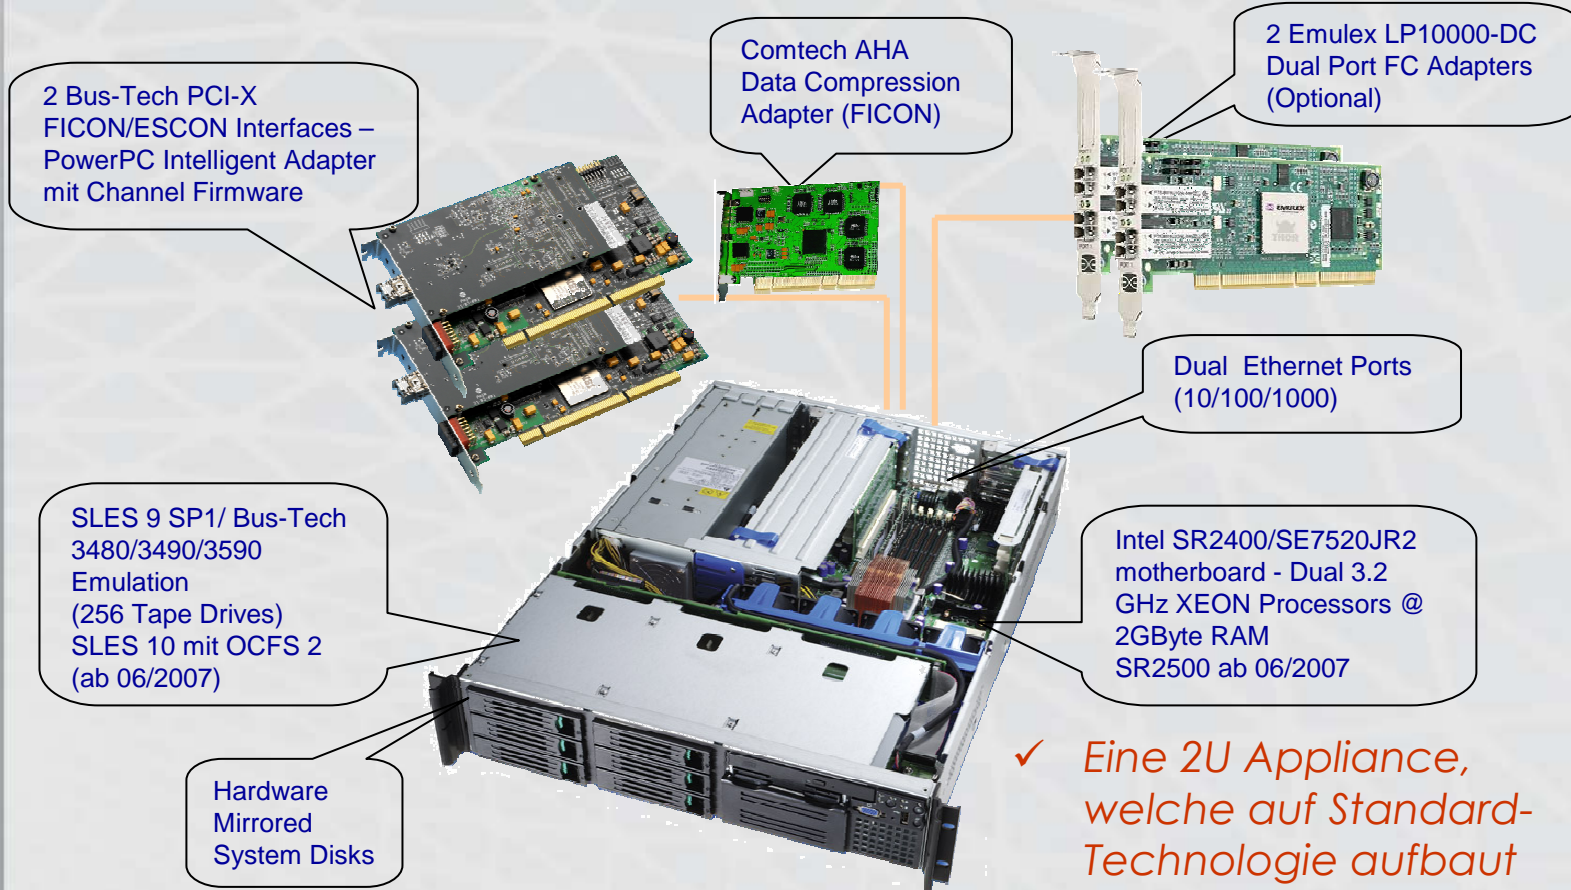 2 Bus-Tech PCI-X
FICON/ESCON Interfaces –
PowerPC Intelligent Adapter
mit Channel Firmware
Comtech AHA
Data Compression
Adapter (FICON)
2 Emulex LP10000-DC
Dual Port FC Adapters
(Optional)
EMULEX
THOR
Dual Ethernet Ports
(10/100/1000)
SLES 9 SP1/ Bus-Tech
3480/3490/3590
Emulation
(256 Tape Drives)
SLES 10 mit OCFS 2
(ab 06/2007)
Intel SR2400/SE7520JR2
motherboard - Dual 3.2
GHz XEON Processors @
2GByte RAM
SR2500 ab 06/2007
Hardware
Mirrored
System Disks
✓ Eine 2U Appliance,
welche auf Standard-
Technologie aufbaut